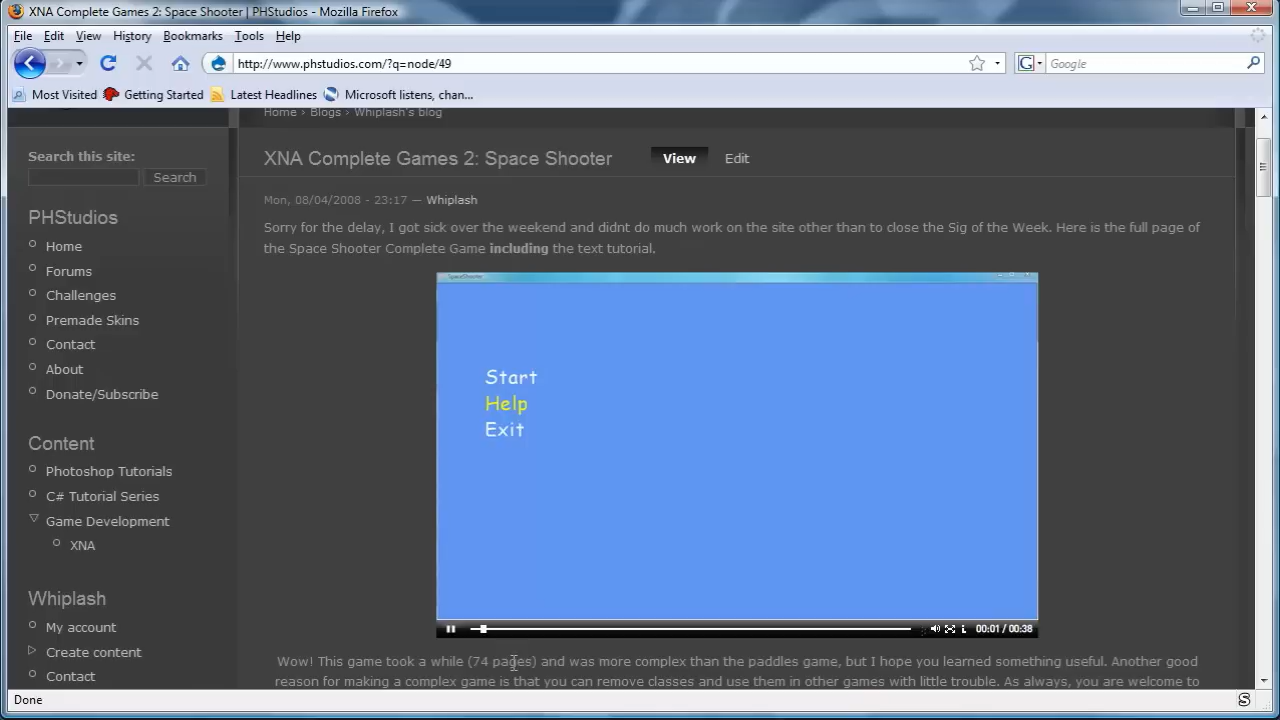 XNA Complete Games 2: Space Shooter | PHStudios - Mozilla Firefox
File Edit View History Bookmarks Tools Help
http://www.phstudios.com/?q=node/49
G Google
Most Visited Getting Started Latest Headlines Microsoft listens, chan...
Home › Blogs › Whiplash's blog
Search this site:
Search
PHStudios
Home
Forums
Challenges
Premade Skins
Contact
About
Donate/Subscribe
Content
Photoshop Tutorials
C# Tutorial Series
Game Development
XNA
Whiplash
My account
Create content
Contact
XNA Complete Games 2: Space Shooter View Edit
Mon, 08/04/2008 - 23:17 — Whiplash
Sorry for the delay, I got sick over the weekend and didnt do much work on the site other than to close the Sig of the Week. Here is the full page of
the Space Shooter Complete Game including the text tutorial.
SpaceShooter
Start
Help
Exit
00:01 / 00:38
Wow! This game took a while (74 pages) and was more complex than the paddles game, but I hope you learned something useful. Another good
reason for making a complex game is that you can remove classes and use them in other games with little trouble. As always, you are welcome to
Done